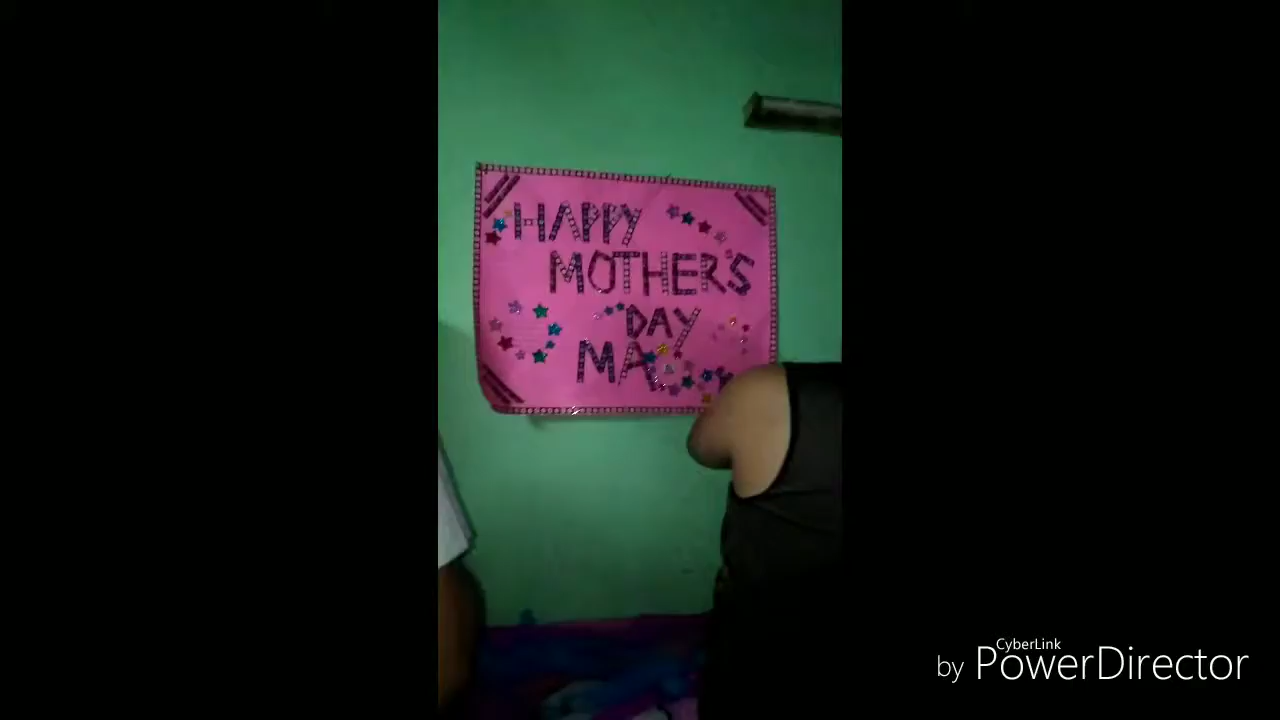 HAPPY
MOTHER'S
DAY
MA
CyberLink
by PowerDirector